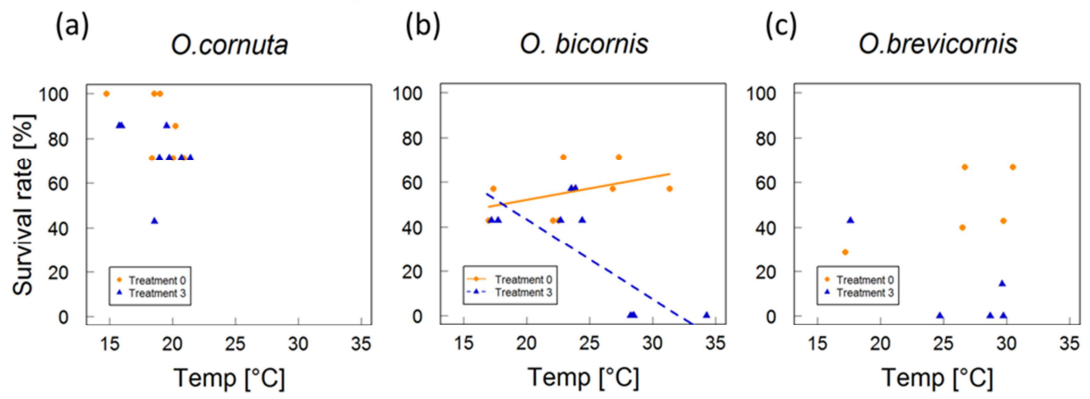 (a) O.cornuta
(b) O. bicornis
(c) O.brevicornis
Survival rate [%]
100
80
60
40
20
0
Treatment 0
Treatment 3
15 20 25 30 35
Temp [°C]
100
80
60
40
20
0
Treatment 0
Treatment 3
15 20 25 30 35
Temp [°C]
100
80
60
40
20
0
Treatment 0
Treatment 3
15 20 25 30 35
Temp [°C]